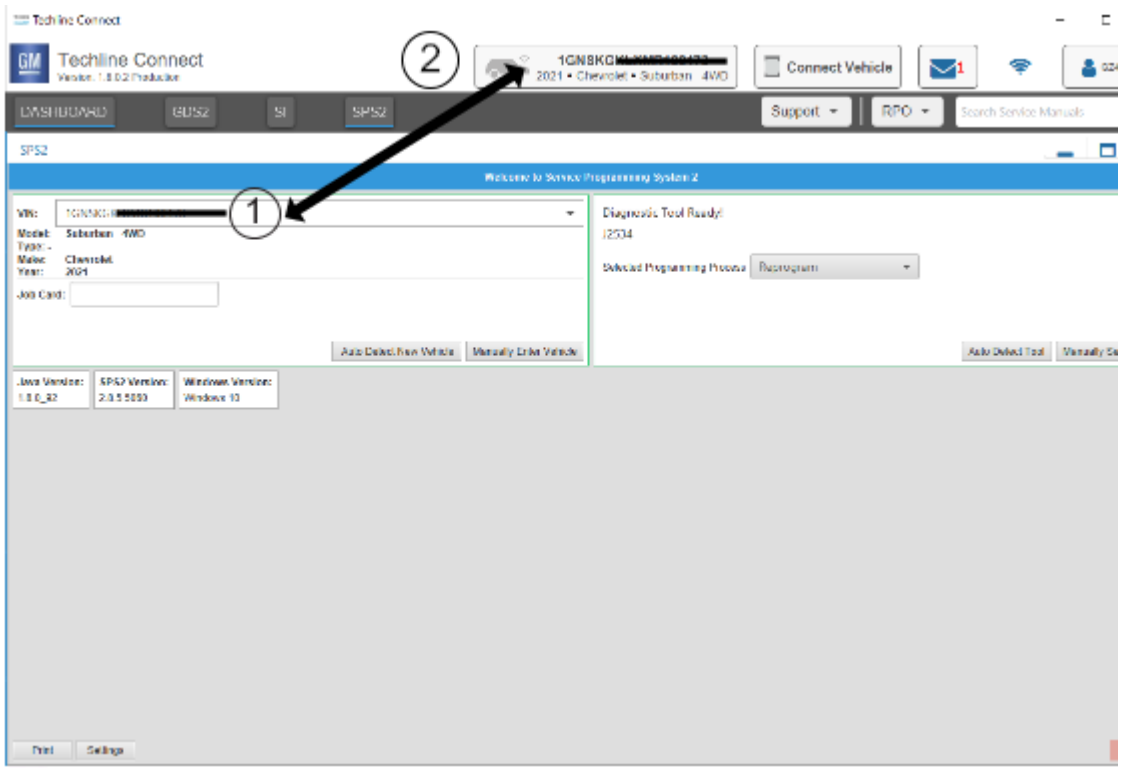 Techline Connect
GM
Techline Connect
Version: 1.8.0.2 Production
2
1GNSKG
2021 • Chevrolet • Suburban 4WD
Connect Vehicle
1
DASHBOARD
GDS2
SI
SPS2
Support
RPO
Search Service Manuals
SPS2
Welcome to Service Programming System 2
VIN:
1
Model: Suburban 4WD
Type: -
Make: Chevrolet
Year: 2021
Job Card:
Auto Detect New Vehicle
Manually Enter Vehicle
Diagnostic Tool Ready!
J2534
Selected Programming Process
Reprogram
Auto Detect Tool
Manually Se
Java Version:
1.8.0_92
SPS2 Version:
Windows Version:
Windows 10
Print
Settings